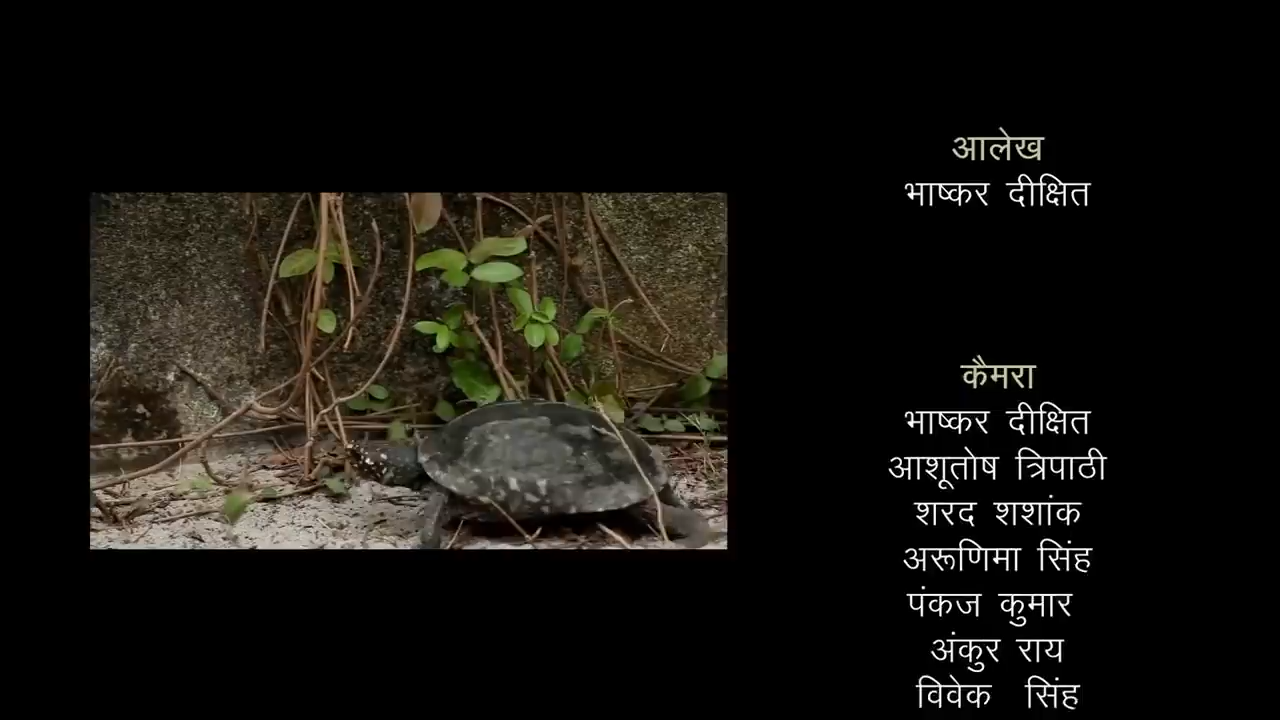 आलेख
भाष्कर दीक्षित
कैमरा
भाष्कर दीक्षित
आशूतोष त्रिपाठी
शरद शशांक
अरूणिमा सिंह
पंकज कुमार
अंकुर राय
विवेक सिंह